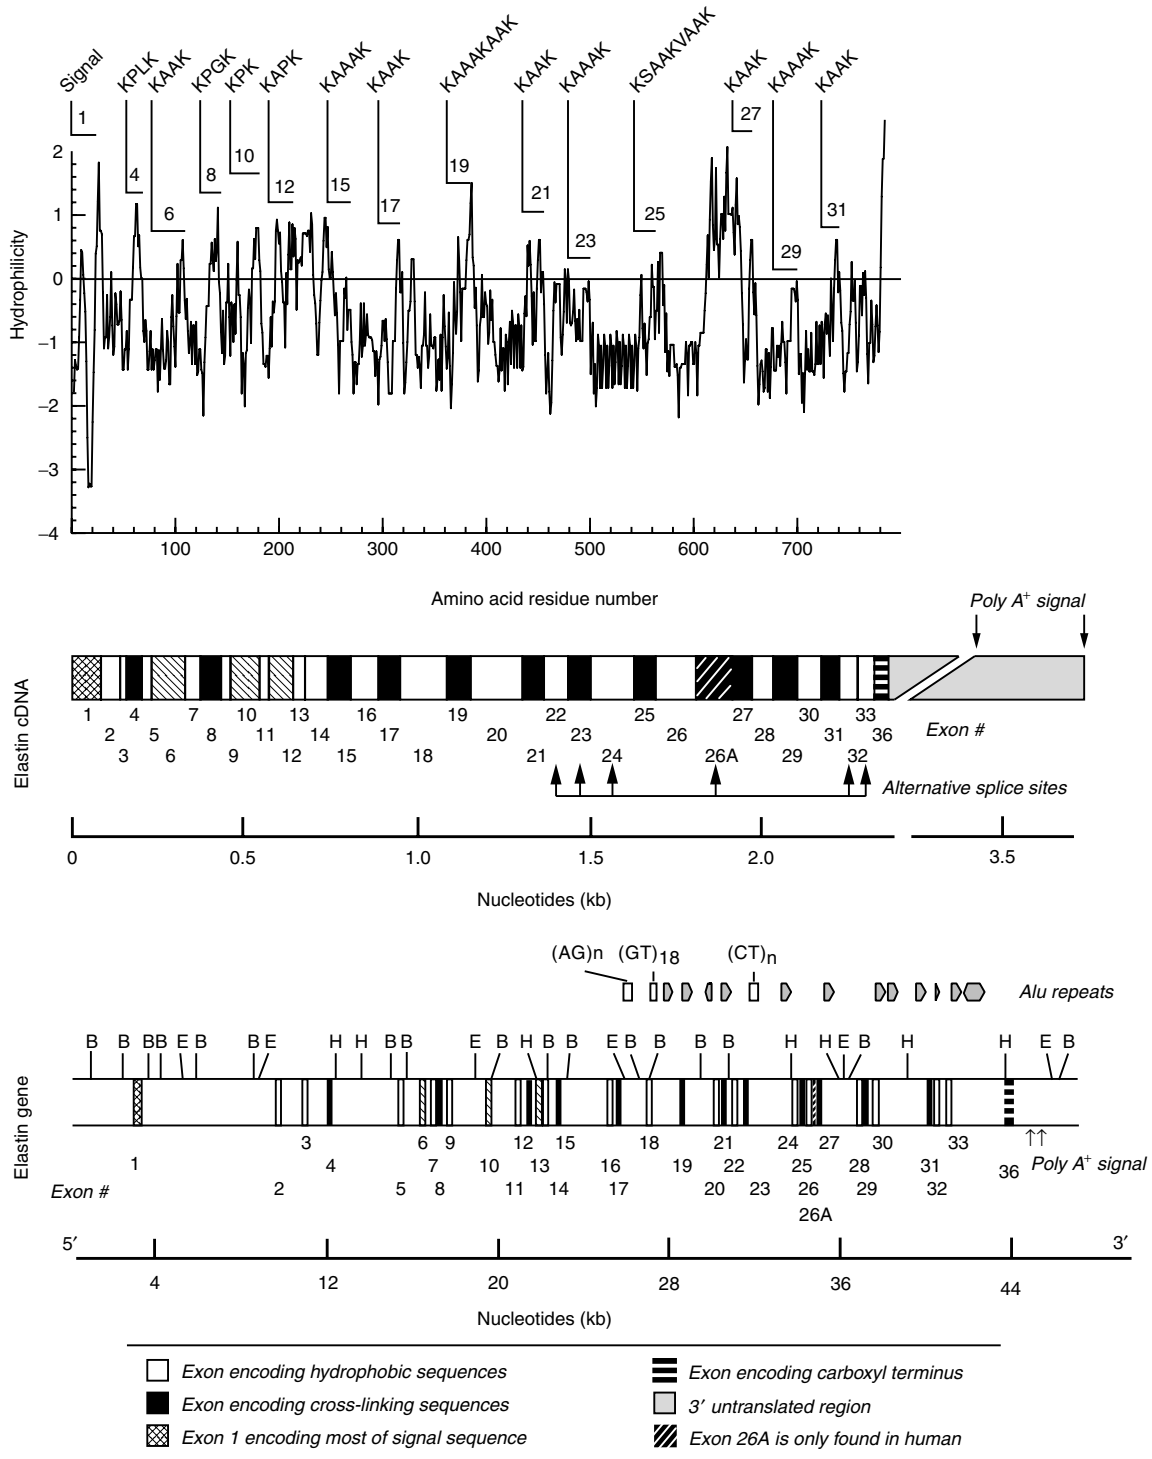 Signal KPLK KAAK KPGK KPK KAPK KAAAK KAAK KAAAKAAK KAAK KAAAK KSAAKVAAK KAAK KAAAK KAAK
1 4 6 8 10 12 15 17 19 21 23 25 27 29 31
Hydrophilicity
2
1
0
−1
−2
−3
−4
100 200 300 400 500 600 700
Amino acid residue number
Poly A+ signal
Elastin cDNA
1 4 7 10 13 16 19 22 25 27 30 33
2 5 8 11 14 17 20 23 26 28 31 36
3 6 9 12 15 18 21 24 26A 29 32
Exon #
Alternative splice sites
0 0.5 1.0 1.5 2.0 3.5
Nucleotides (kb)
(AG)n (GT)18 (CT)n
Alu repeats
B B B B E B B E H H B B E B H B B E B B B B H H E B H H E B
Elastin gene
3 6 9 12 15 18 21 24 27 30 33
1 4 7 10 13 16 19 22 25 28 31 36 Poly A+ signal
Exon # 2 5 8 11 14 17 20 23 26 29 32
26A
5′ 3′
4 12 20 28 36 44
Nucleotides (kb)
Exon encoding hydrophobic sequences
Exon encoding cross-linking sequences
Exon 1 encoding most of signal sequence
Exon encoding carboxyl terminus
3′ untranslated region
Exon 26A is only found in human